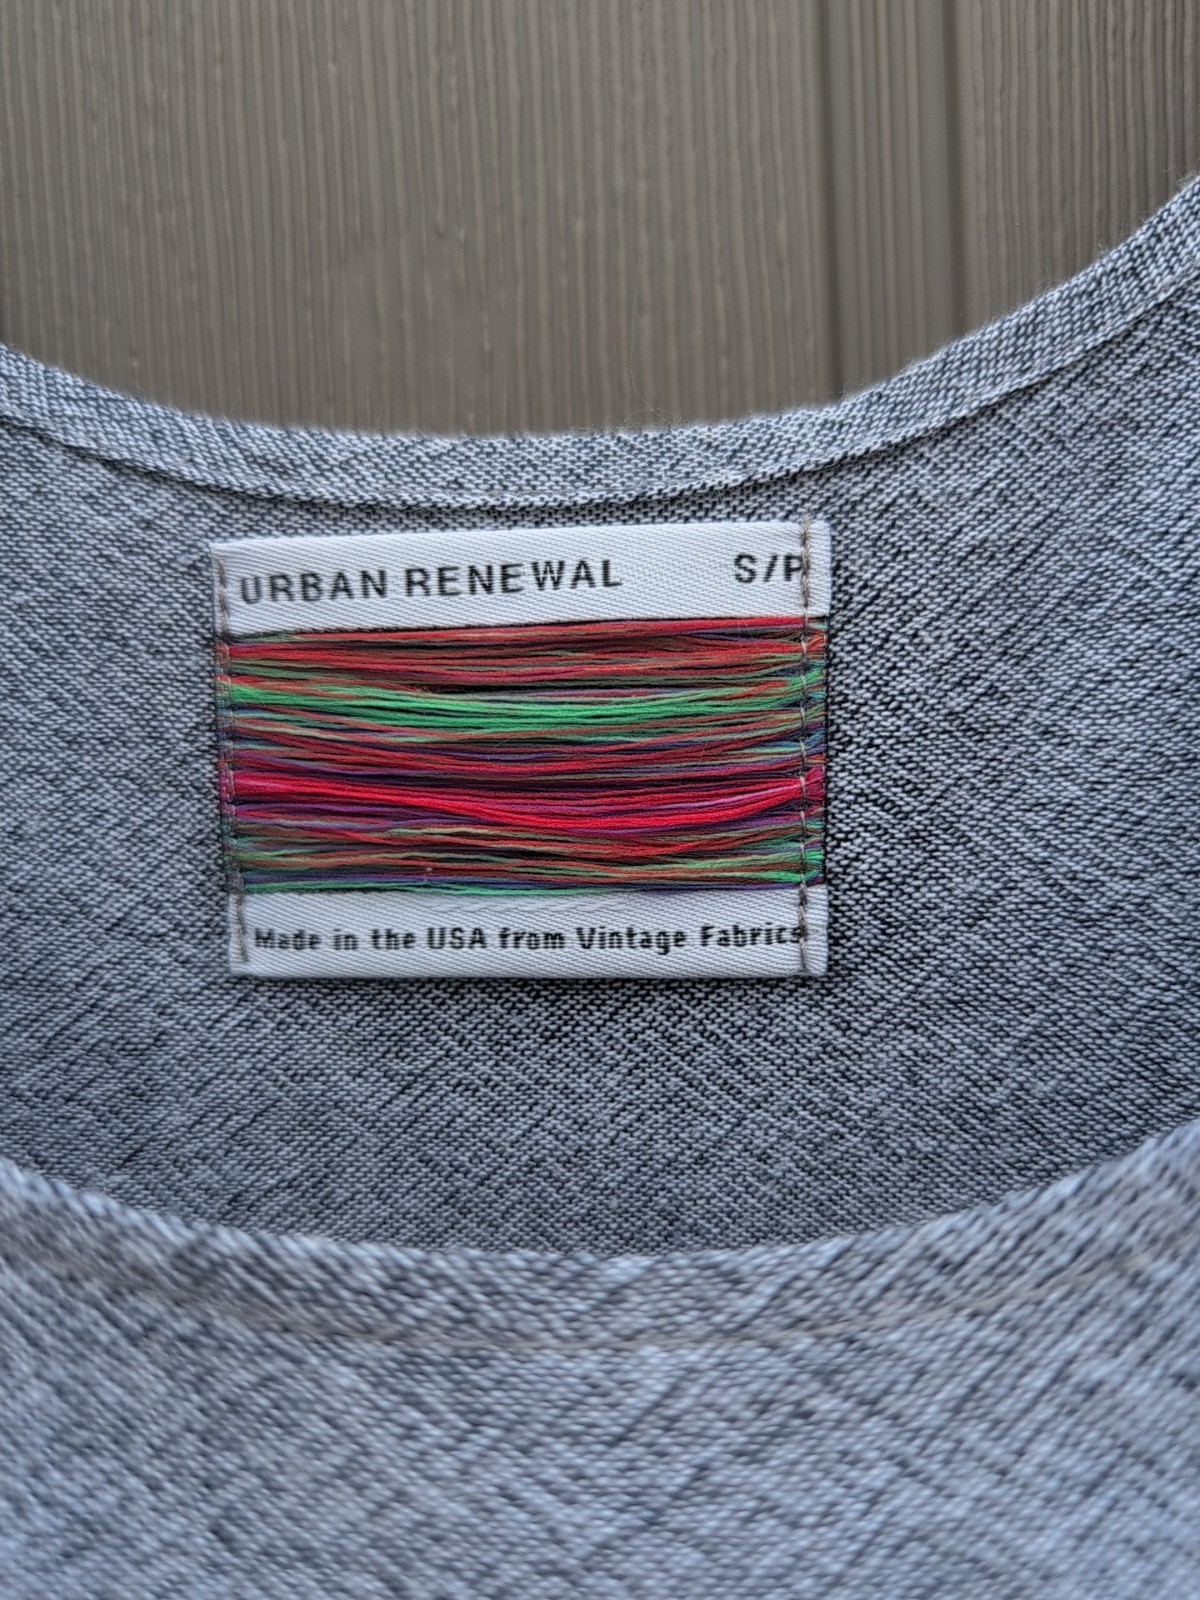 URBAN RENEWAL S/P
Made in the USA from Vintage Fabrics